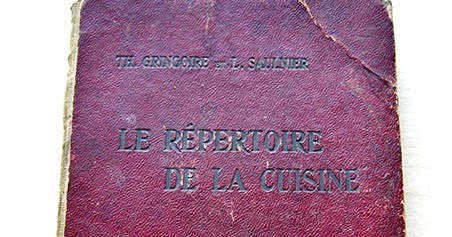 TH. GRINGOIRE ET L. SAULNIER
LE RÉPERTOIRE
DE LA CUISINE